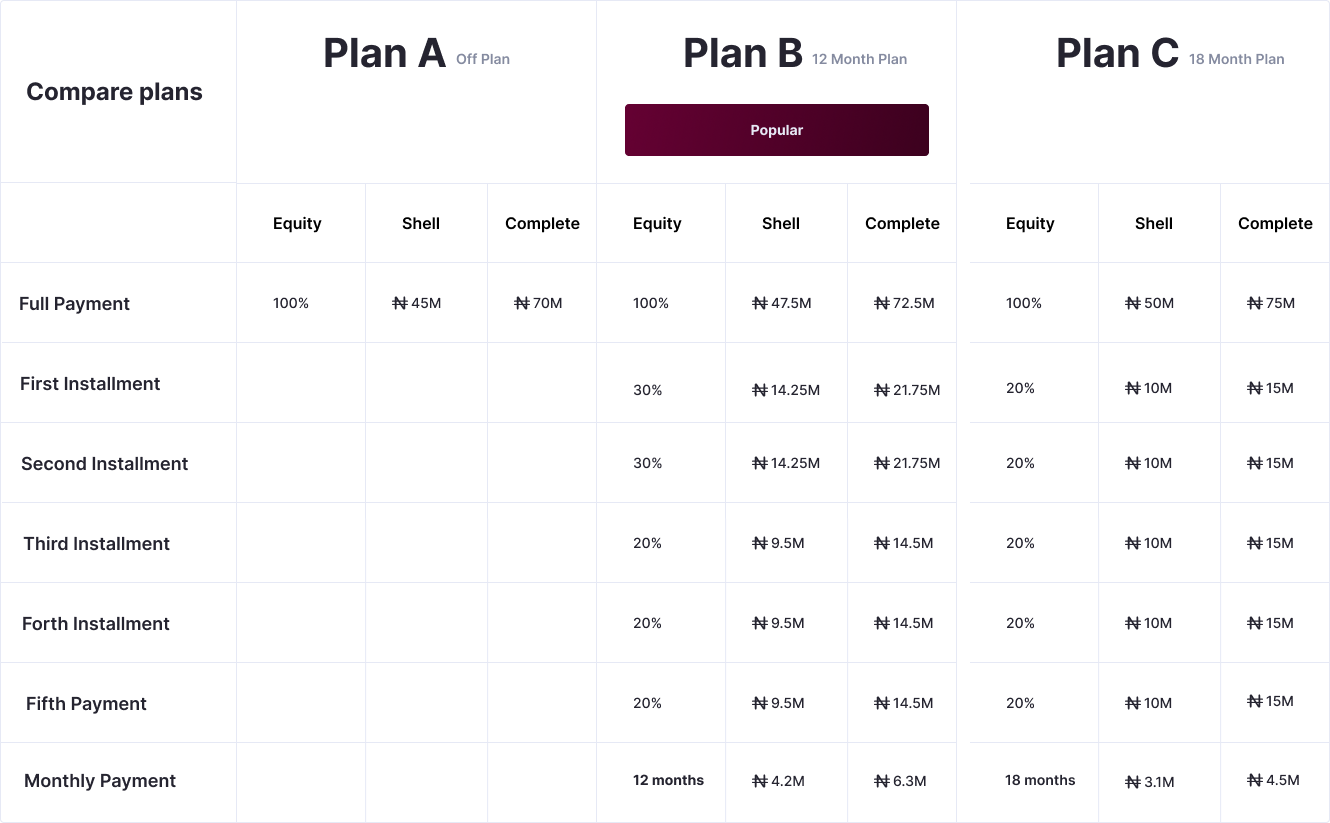 Compare plans
Plan A Off Plan
Plan B 12 Month Plan
Plan C 18 Month Plan
Popular
Equity Shell Complete Equity Shell Complete Equity Shell Complete
Full Payment 100% ₦ 45M ₦ 70M 100% ₦ 47.5M ₦ 72.5M 100% ₦ 50M ₦ 75M
First Installment 30% ₦ 14.25M ₦ 21.75M 20% ₦ 10M ₦ 15M
Second Installment 30% ₦ 14.25M ₦ 21.75M 20% ₦ 10M ₦ 15M
Third Installment 20% ₦ 9.5M ₦ 14.5M 20% ₦ 10M ₦ 15M
Forth Installment 20% ₦ 9.5M ₦ 14.5M 20% ₦ 10M ₦ 15M
Fifth Payment 20% ₦ 9.5M ₦ 14.5M 20% ₦ 10M ₦ 15M
Monthly Payment 12 months ₦ 4.2M ₦ 6.3M 18 months ₦ 3.1M ₦ 4.5M